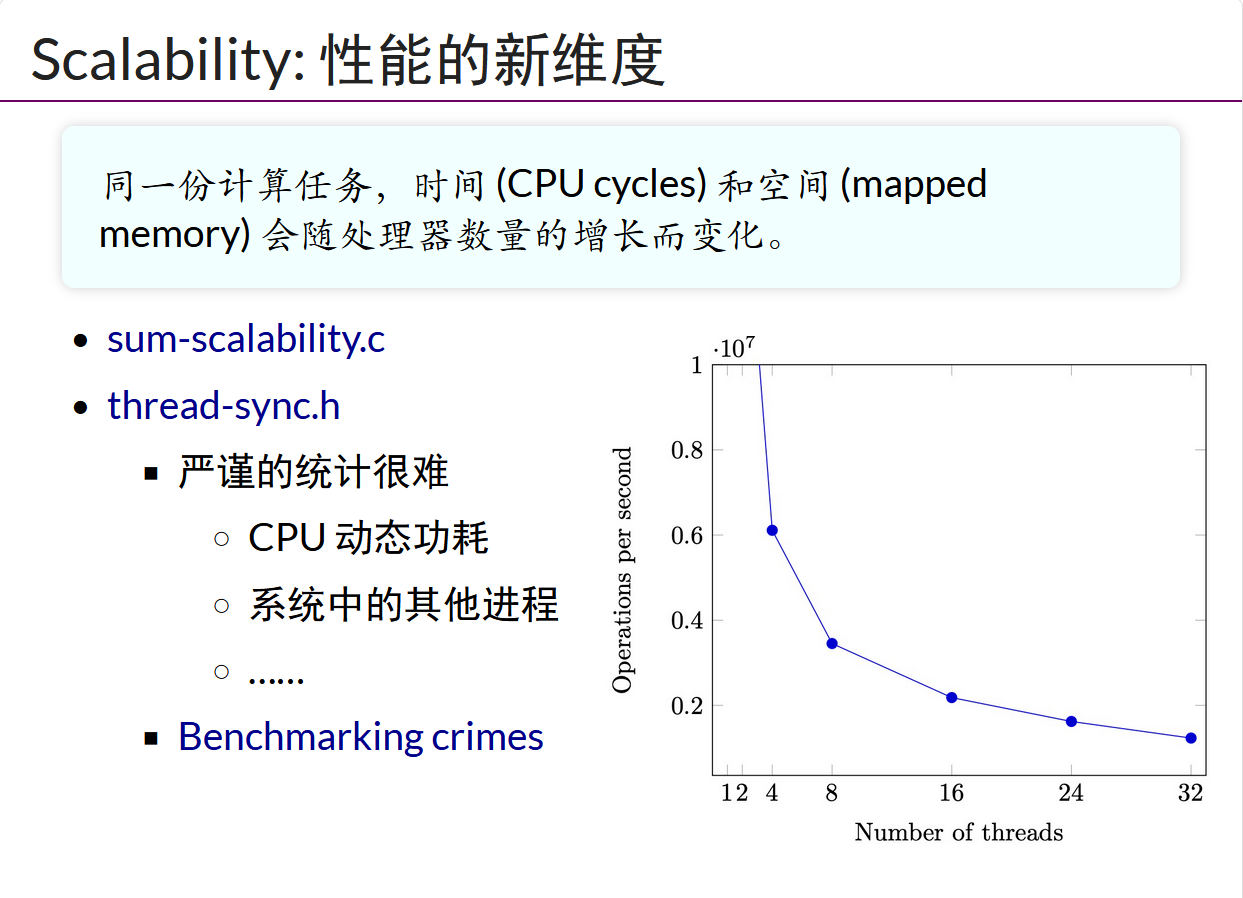 Scalability: 性能的新维度
同一份计算任务，时间 (CPU cycles) 和空间 (mapped
memory) 会随处理器数量的增长而变化。
• sum-scalability.c
• thread-sync.h
▪ 严谨的统计很难
◦ CPU 动态功耗
◦ 系统中的其他进程
◦ ……
▪ Benchmarking crimes
·10⁷
1
0.8
0.6
0.4
0.2
Operations per second
1 2 4 8 16 24 32
Number of threads